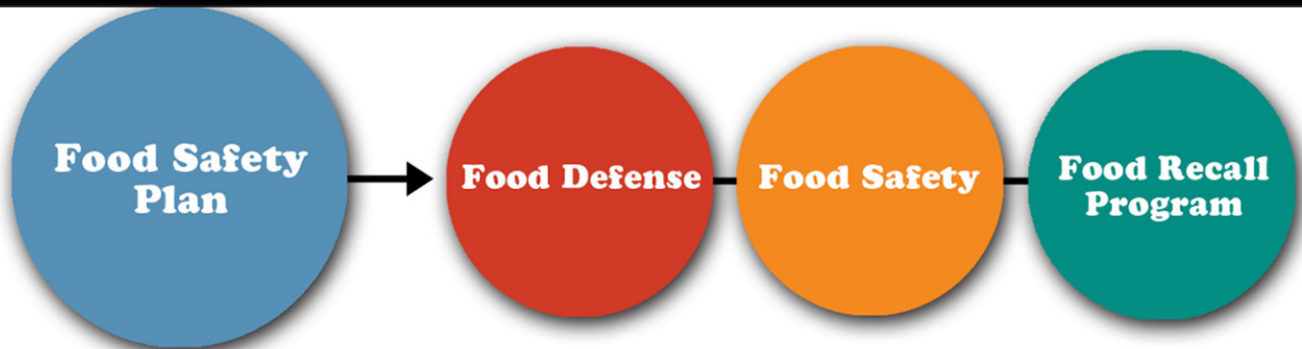 Food Safety
Plan
Food Defense
Food Safety
Food Recall
Program